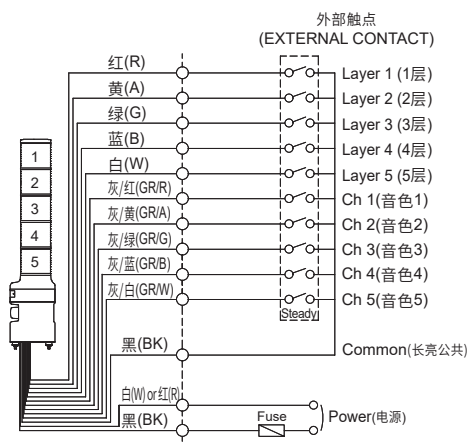 外部触点
(EXTERNAL CONTACT)
红(R)
Layer 1 (1层)
黄(A)
Layer 2 (2层)
绿(G)
Layer 3 (3层)
蓝(B)
Layer 4 (4层)
白(W)
Layer 5 (5层)
灰/红(GR/R)
Ch 1(音色1)
灰/黄(GR/A)
Ch 2(音色2)
灰/绿(GR/G)
Ch 3(音色3)
灰/蓝(GR/B)
Ch 4(音色4)
灰/白(GR/W)
Ch 5(音色5)
Steady
1
2
3
4
5
3
黑(BK)
Common(长亮公共)
白(W) or 红(R)
黑(BK)
Fuse
Power(电源)